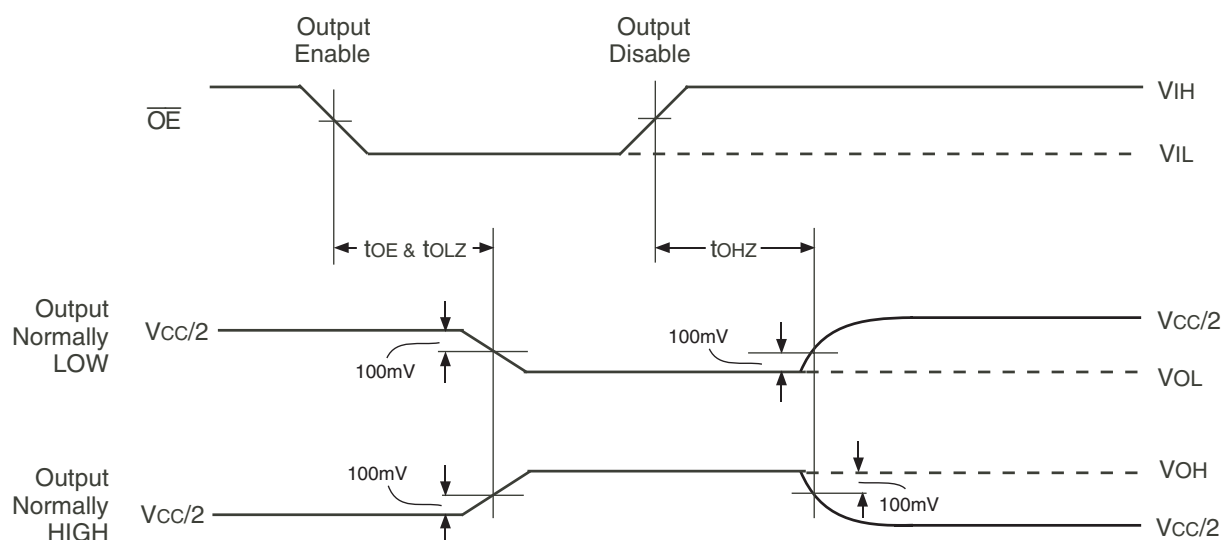 Output
Enable
Output
Disable
OE
VIH
VIL
tOE & tOLZ
tOHZ
Output
Normally
LOW
VCC/2
100mV
100mV
VCC/2
VOL
Output
Normally
HIGH
VCC/2
100mV
VOH
100mV
VCC/2